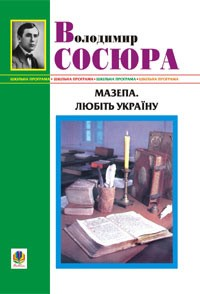 Володимир
СОСЮРА
ШКІЛЬНА ПРОГРАМА • ШКІЛЬНА ПРОГРАМА • ШКІЛЬНА ПРОГРАМА • ШКІЛЬНА ПРОГРАМА
МАЗЕПА.
ЛЮБІТЬ УКРАЇНУ